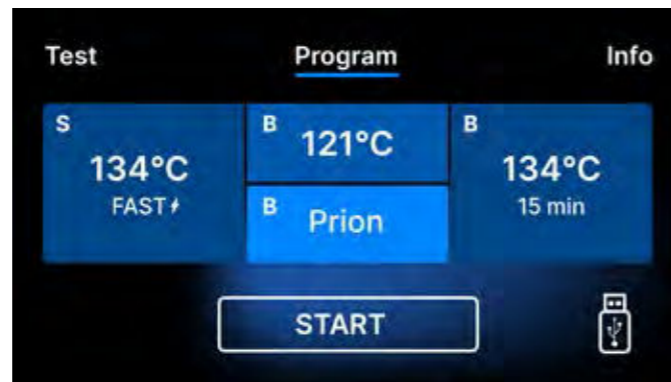 Test Program Info
S
134°C
FAST
B
121°C
B
Prion
B
134°C
15 min
START